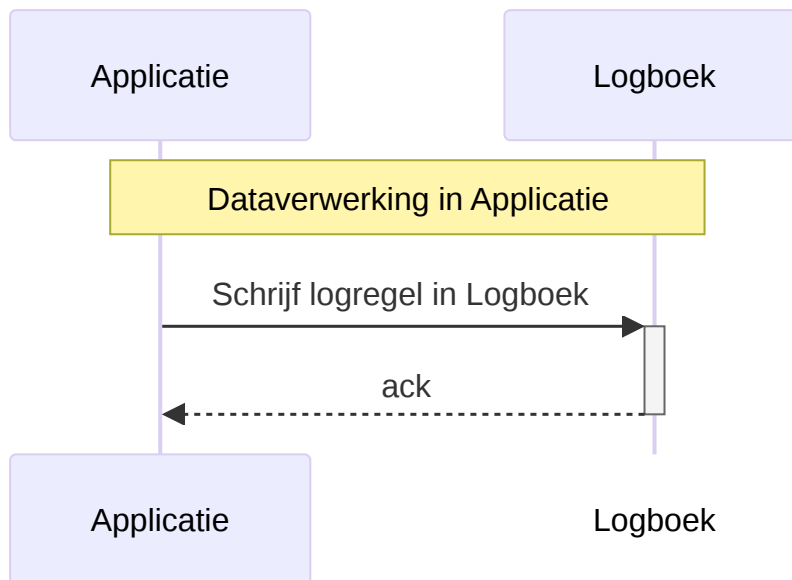 Applicatie
Logboek
Dataverwerking in Applicatie
Schrijf logregel in Logboek
ack
Applicatie
Logboek